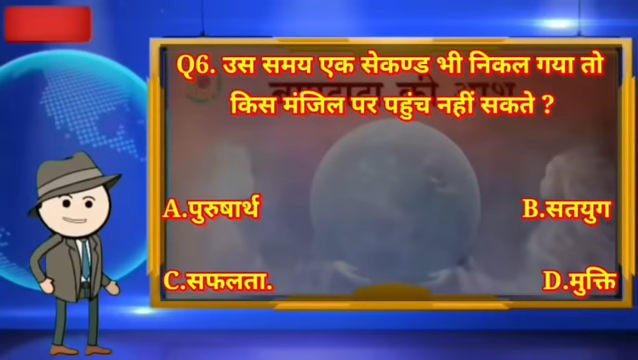 Q6. उस समय एक सेकण्ड भी निकल गया तो
किस मंजिल पर पहुंच नहीं सकते ?
A.पुरुषार्थ
B.सतयुग
C.सफलता.
D.मुक्ति